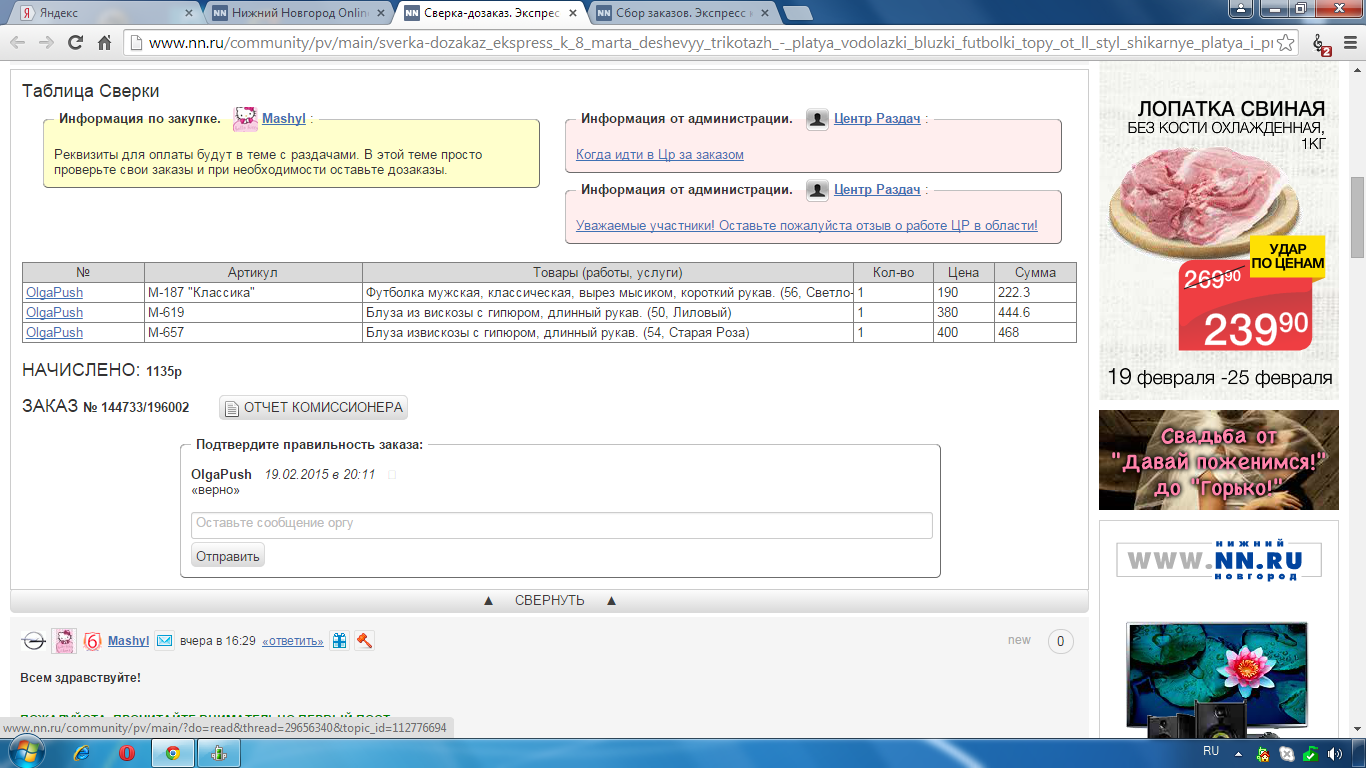 Яндекс
Нижний Новгород Online
Сверка-дозаказ. Экспрес
Сбор заказов. Экспресс к
www.nn.ru/community/pv/main/sverka-dozakaz_ekspress_k_8_marta_deshevyy_trikotazh_-_platya_vodolazki_bluzki_futbolki_topy_ot_ll_styl_shikarnye_platya_i_pr
2
Таблица Сверки
Информация по закупке. Mashyl :
Реквизиты для оплаты будут в теме с раздачами. В этой теме просто
проверьте свои заказы и при необходимости оставьте дозаказы.
Информация от администрации. Центр Раздач :
Когда идти в Цр за заказом
Информация от администрации. Центр Раздач :
Уважаемые участники! Оставьте пожалуйста отзыв о работе ЦР в области!
№ Артикул Товары (работы, услуги) Кол-во Цена Сумма
OlgaPush М-187 "Классика" Футболка мужская, классическая, вырез мысиком, короткий рукав. (56, Светло- 1 190 222.3
OlgaPush М-619 Блуза из вискозы с гипюром, длинный рукав. (50, Лиловый) 1 380 444.6
OlgaPush М-657 Блуза извискозы с гипюром, длинный рукав. (54, Старая Роза) 1 400 468
НАЧИСЛЕНО: 1135р
ЗАКАЗ № 144733/196002 ОТЧЕТ КОМИССИОНЕРА
Подтвердите правильность заказа:
OlgaPush 19.02.2015 в 20:11
«верно»
Оставьте сообщение оргу
Отправить
▲ СВЕРНУТЬ ▲
6 Mashyl вчера в 16:29 «ответить» new 0
Всем здравствуйте!
ПОЖАЛУЙСТА, ПРОЧИТАЙТЕ ВНИМАТЕЛЬНО ПЕРВЫЙ ПОСТ
www.nn.ru/community/pv/main/?do=read&thread=29656340&topic_id=112776694
ЛОПАТКА СВИНАЯ
БЕЗ КОСТИ ОХЛАЖДЕННАЯ,
1КГ
УДАР
ПО ЦЕНАМ
269 90
239 90
19 февраля -25 февраля
Свадьба от
"Давай поженимся!"
до "Горько!"
НИЖНИЙ
WWW.NN.RU
НОВГОРОД
RU